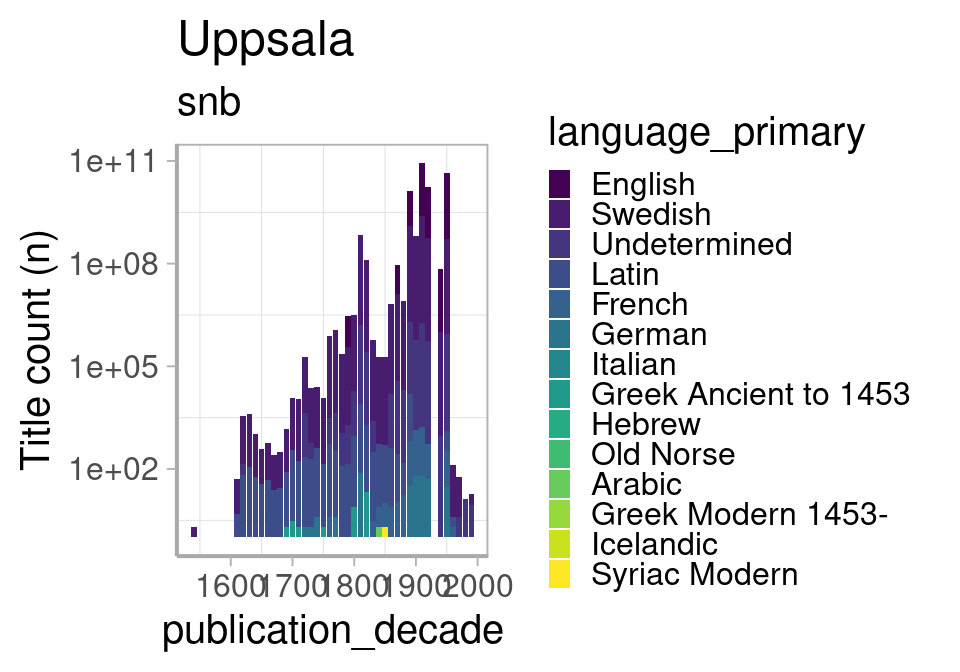 Uppsala
snb
Title count (n)
1e+11
1e+08
1e+05
1e+02
1600 1700 1800 1900 2000
publication_decade
language_primary
English
Swedish
Undetermined
Latin
French
German
Italian
Greek Ancient to 1453
Hebrew
Old Norse
Arabic
Greek Modern 1453-
Icelandic
Syriac Modern